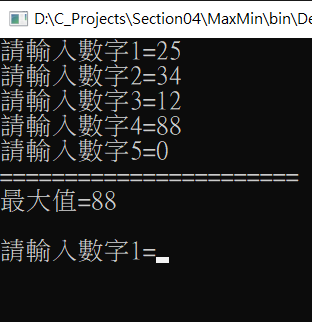 D:\C_Projects\Section04\MaxMin\bin\De
請輸入數字1=25
請輸入數字2=34
請輸入數字3=12
請輸入數字4=88
請輸入數字5=0
=======================
最大值=88
請輸入數字1=